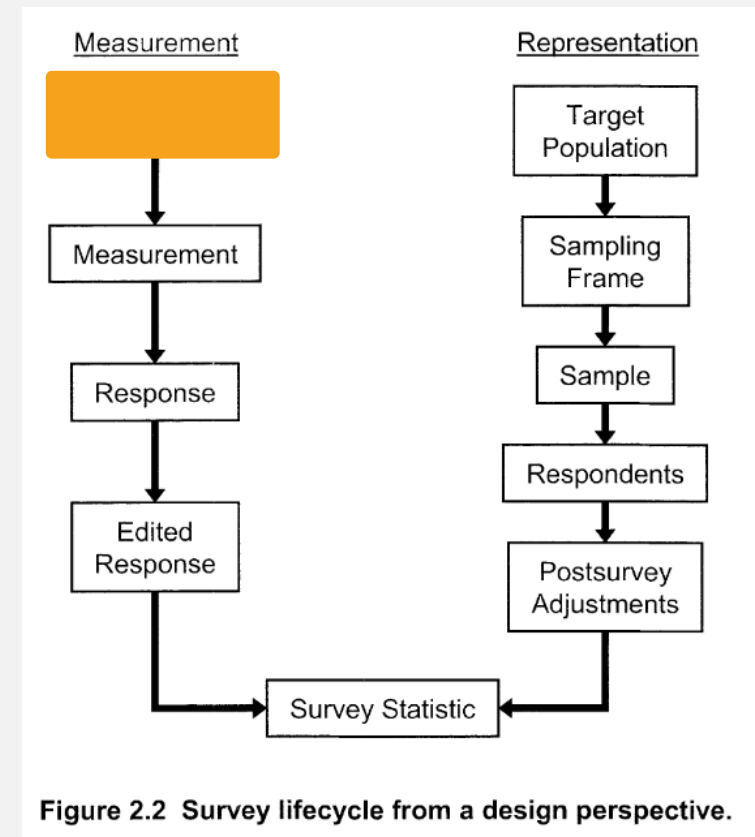 Measurement
Representation
Target
Population
Measurement
Sampling
Frame
Response
Sample
Respondents
Edited
Response
Postsurvey
Adjustments
Survey Statistic
Figure 2.2 Survey lifecycle from a design perspective.